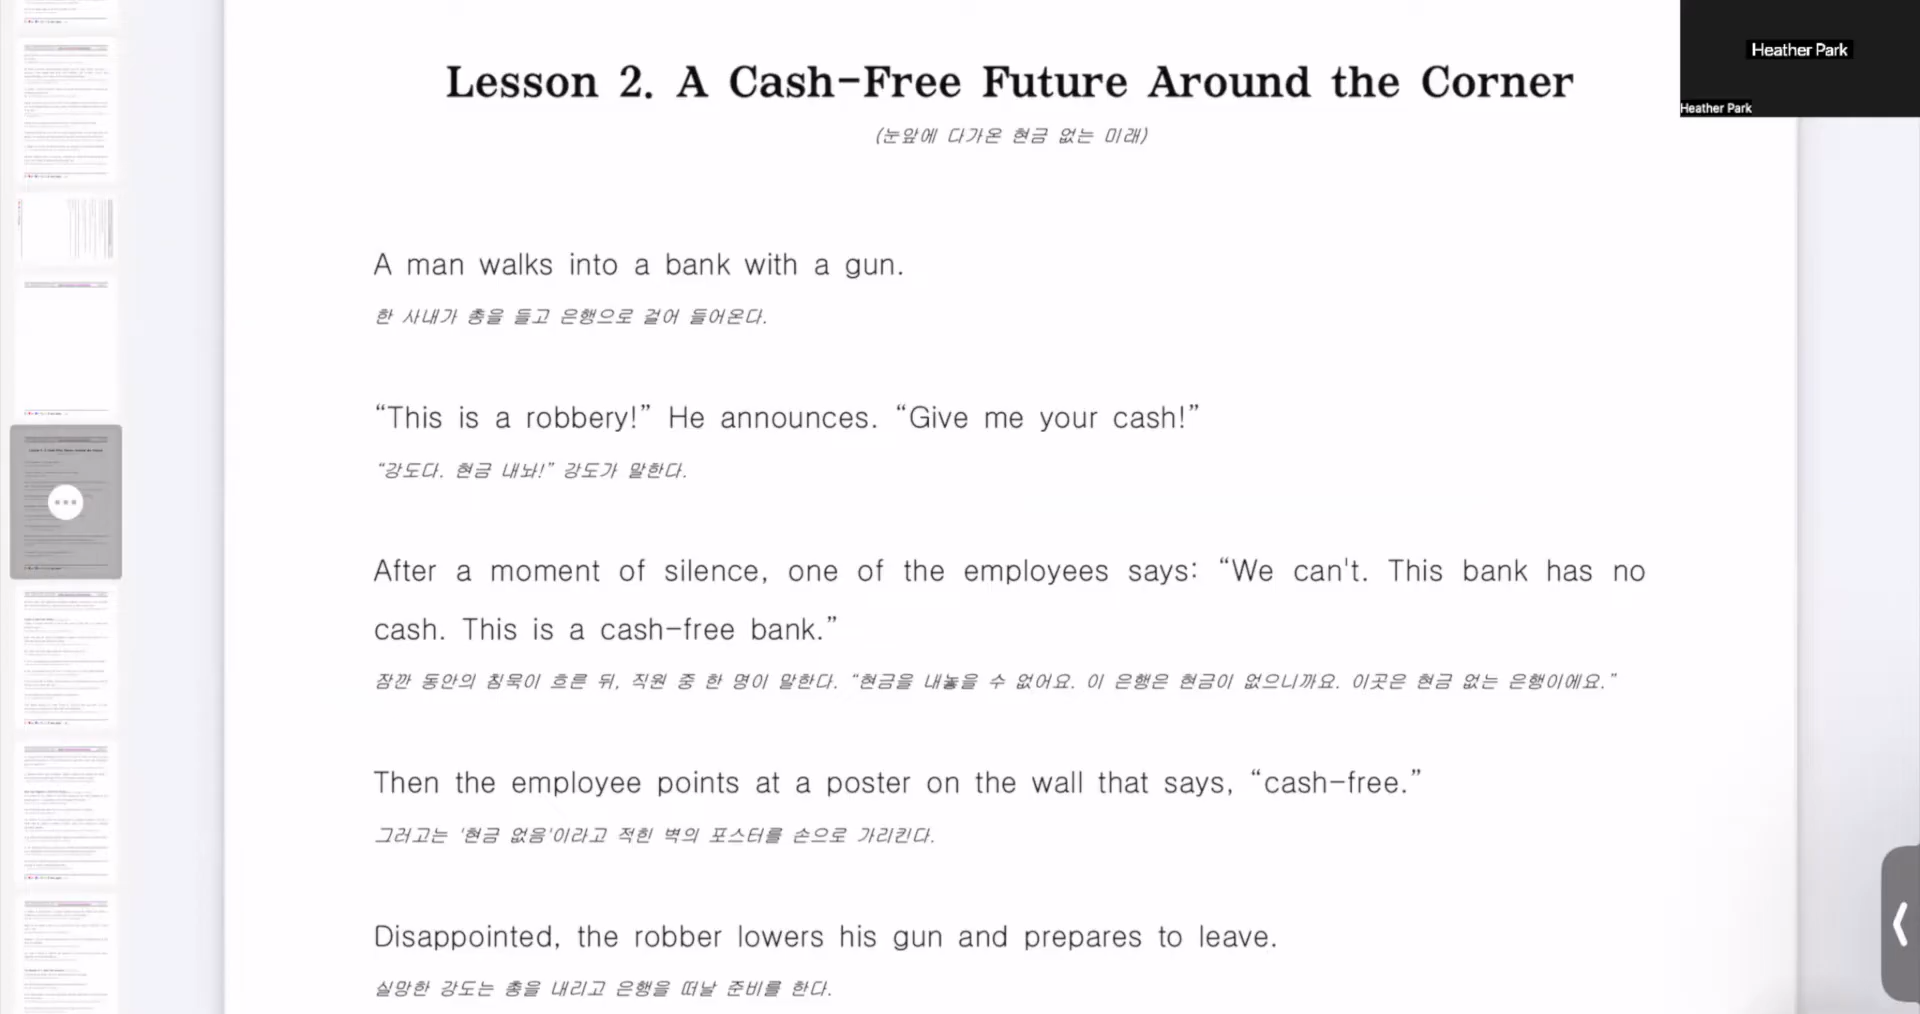 Heather Park
Heather Park
Lesson 2. A Cash-Free Future Around the Corner
(눈앞에 다가온 현금 없는 미래)
A man walks into a bank with a gun.
한 사내가 총을 들고 은행으로 걸어 들어온다.
“This is a robbery!” He announces. “Give me your cash!”
“강도다. 현금 내놔!” 강도가 말한다.
After a moment of silence, one of the employees says: “We can't. This bank has no
cash. This is a cash-free bank.”
잠깐 동안의 침묵이 흐른 뒤, 직원 중 한 명이 말한다. “현금을 내놓을 수 없어요. 이 은행은 현금이 없으니까요. 이곳은 현금 없는 은행이에요.”
Then the employee points at a poster on the wall that says, “cash-free.”
그러고는 '현금 없음'이라고 적힌 벽의 포스터를 손으로 가리킨다.
Disappointed, the robber lowers his gun and prepares to leave.
실망한 강도는 총을 내리고 은행을 떠날 준비를 한다.